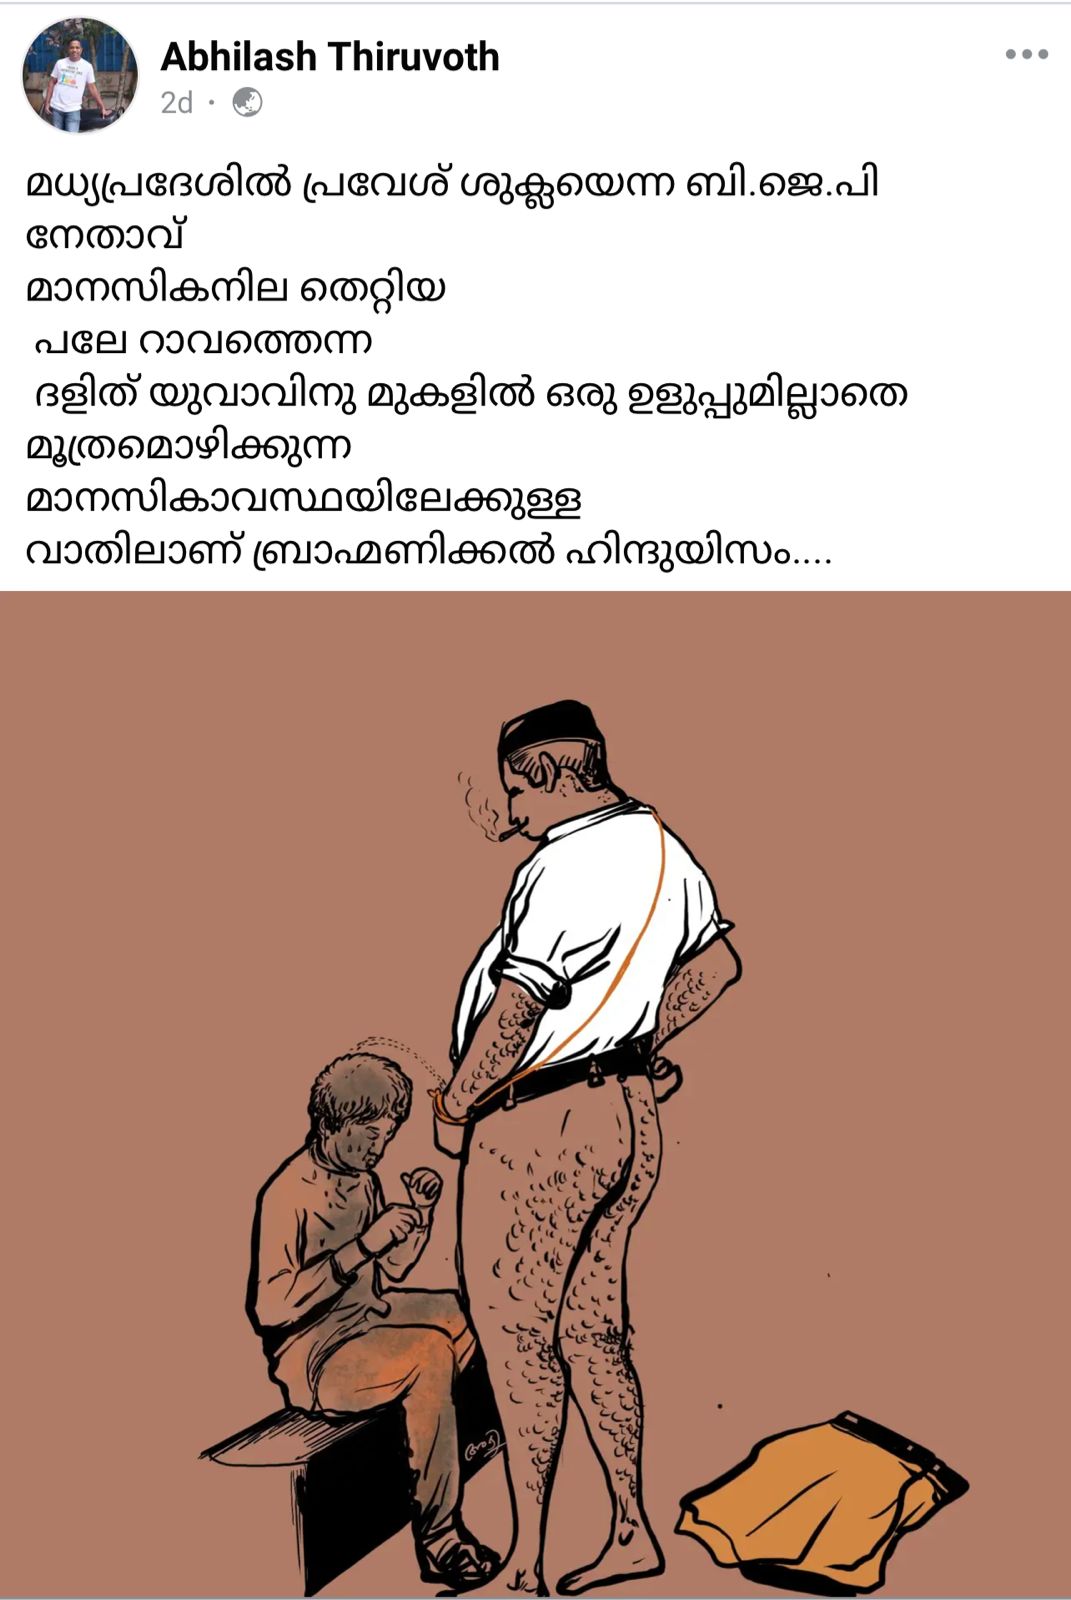 Abhilash Thiruvoth
2d
മധ്യപ്രദേശിൽ പ്രവേശ് ശുക്ലയെന്ന ബി.ജെ.പി
നേതാവ്
മാനസികനില തെറ്റിയ
പലേ റാവത്തെന്ന
ദളിത് യുവാവിനു മുകളിൽ ഒരു ഉളുപ്പുമില്ലാതെ
മൂത്രമൊഴിക്കുന്ന
മാനസികാവസ്ഥയിലേക്കുള്ള
വാതിലാണ് ബ്രാഹ്മണിക്കൽ ഹിന്ദുയിസം....